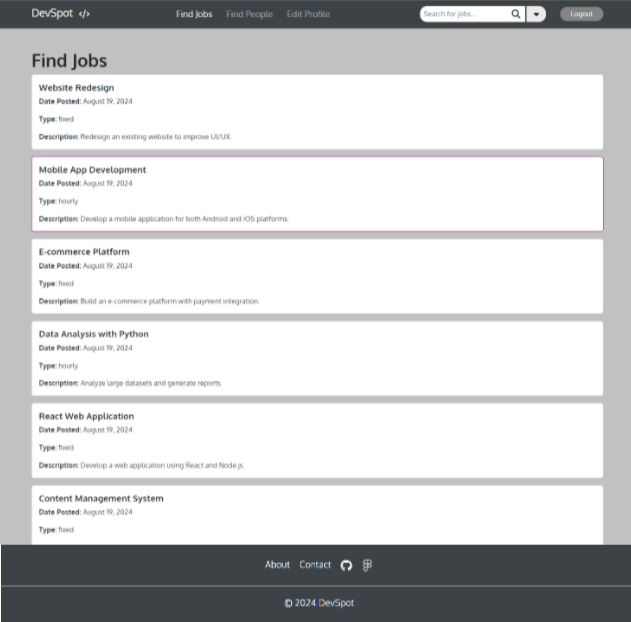 DevSpot </>
Find Jobs Find People Edit Profile
Search for jobs...
Logout
Find Jobs
Website Redesign
Date Posted: August 19, 2024
Type: fixed
Description: Redesign an existing website to improve UI/UX.
Mobile App Development
Date Posted: August 19, 2024
Type: hourly
Description: Develop a mobile application for both Android and iOS platforms.
E-commerce Platform
Date Posted: August 19, 2024
Type: fixed
Description: Build an e-commerce platform with payment integration.
Data Analysis with Python
Date Posted: August 19, 2024
Type: hourly
Description: Analyze large datasets and generate reports.
React Web Application
Date Posted: August 19, 2024
Type: fixed
Description: Develop a web application using React and Node.js.
Content Management System
Date Posted: August 19, 2024
Type: fixed
About Contact
© 2024 DevSpot